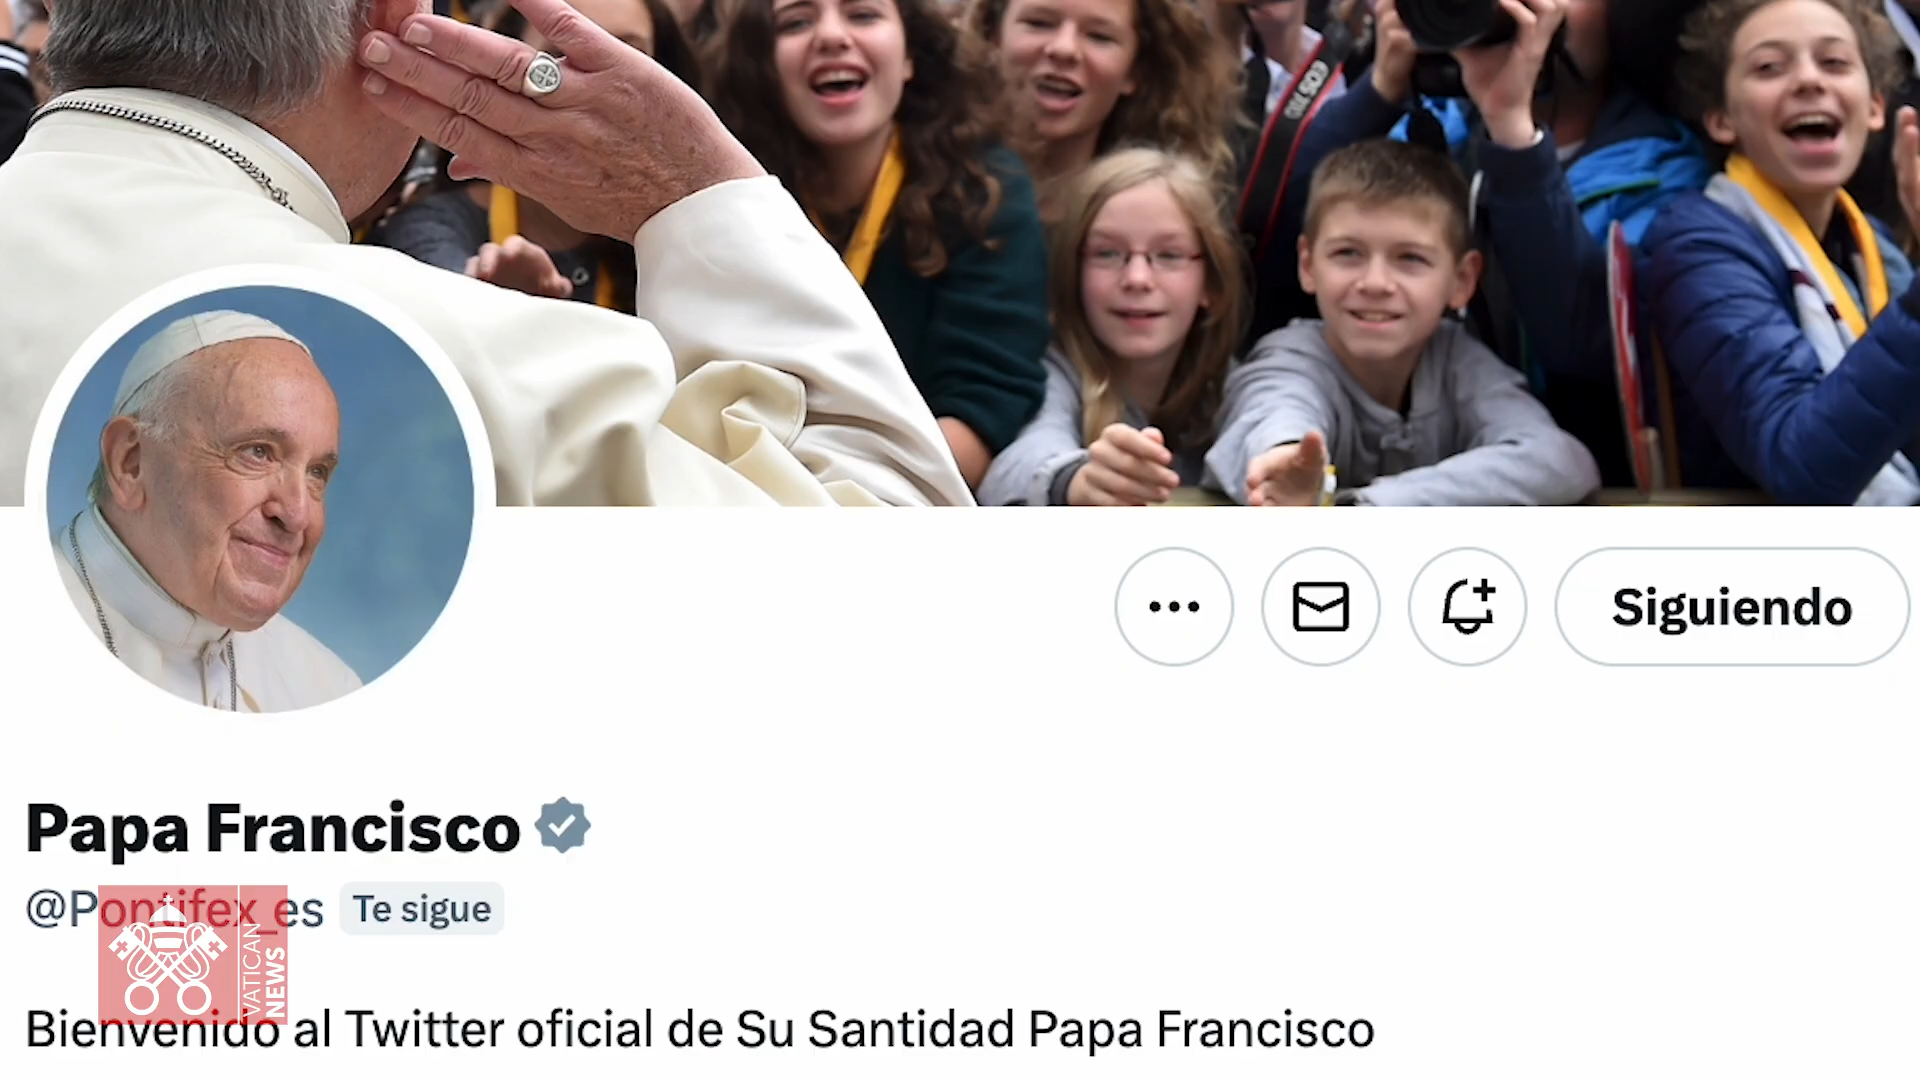 Siguiendo
Papa Francisco
@Pontifex_es Te sigue
VATICAN
NEWS
Bienvenido al Twitter oficial de Su Santidad Papa Francisco